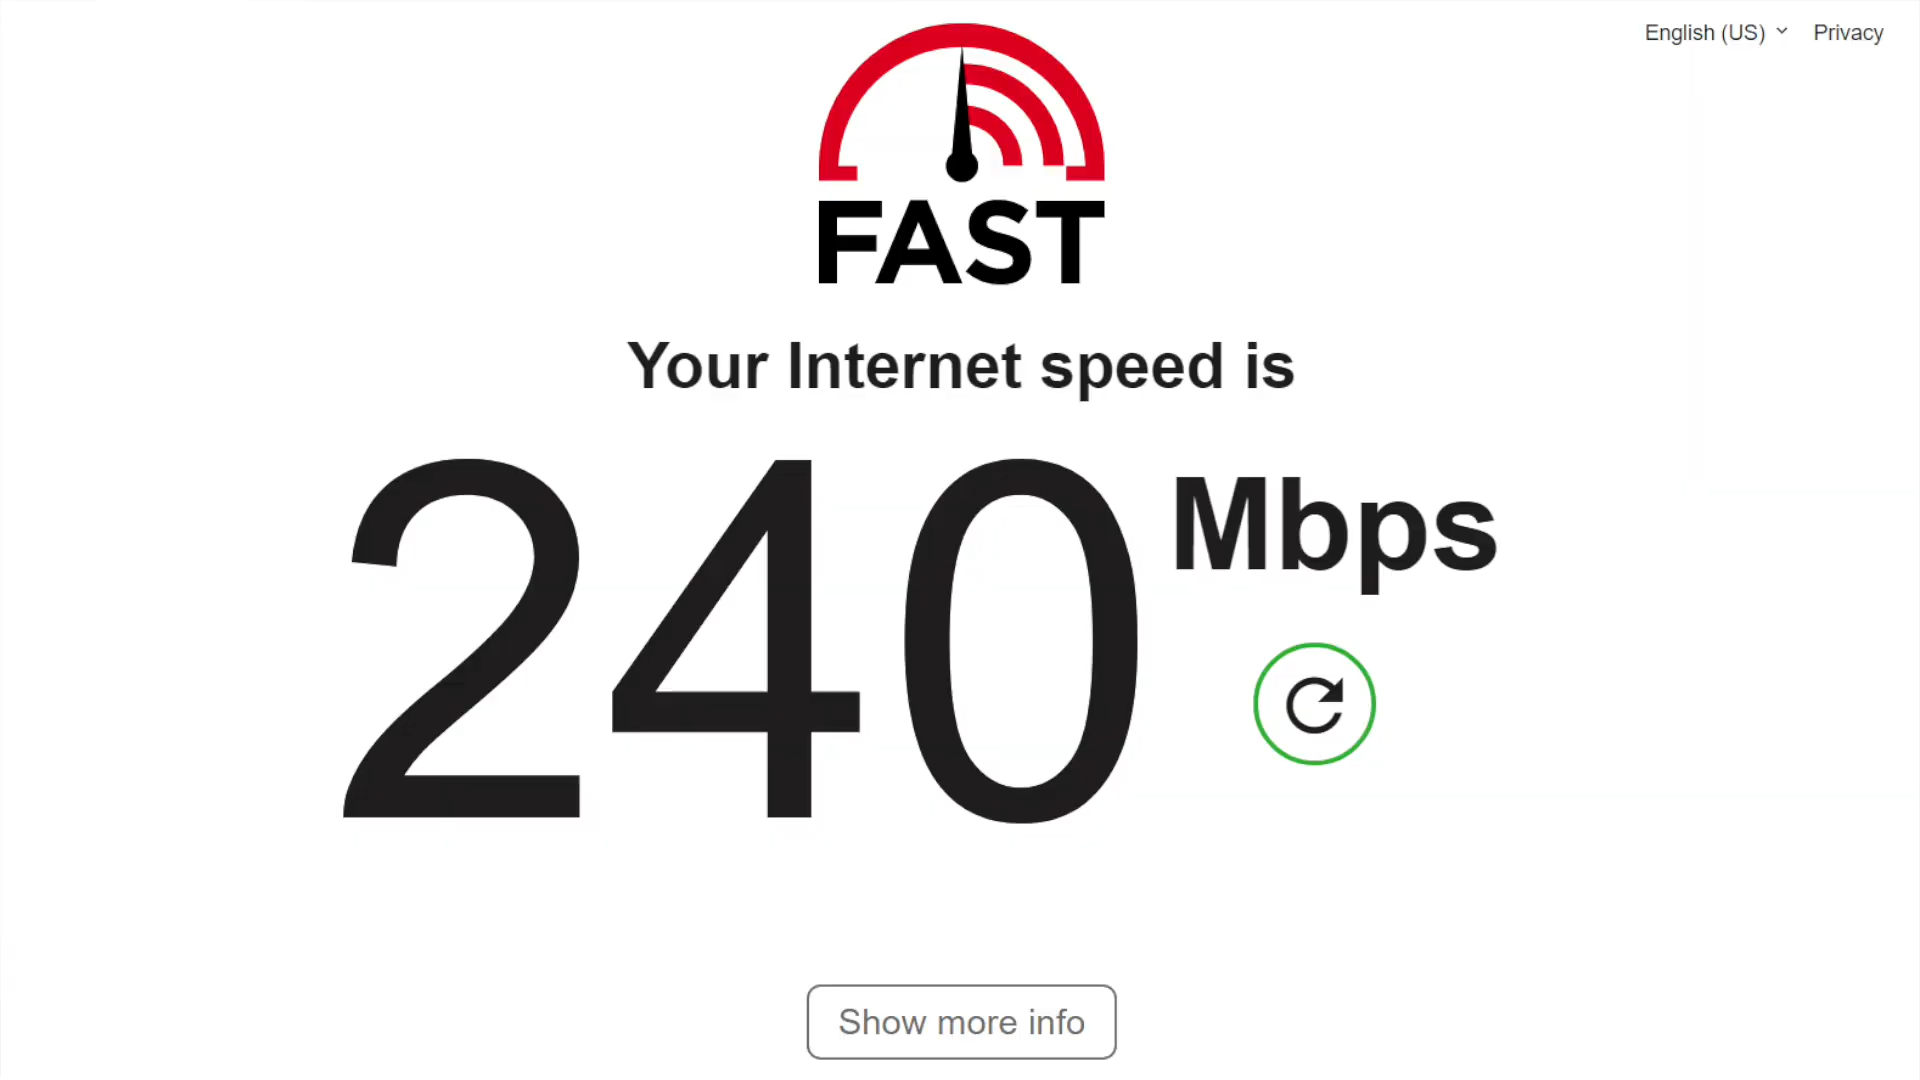 English (US) Privacy
FAST
Your Internet speed is
240 Mbps
Show more info